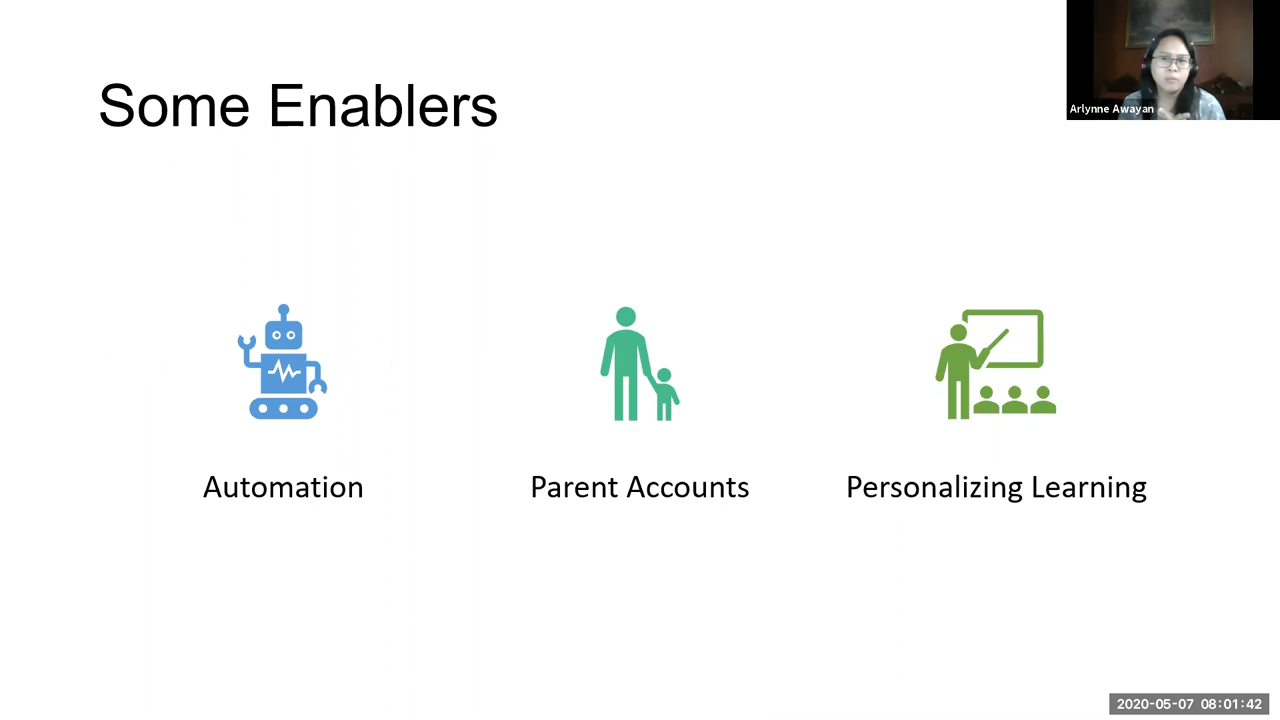 Some Enablers
Arlynne Awayan
Automation
Parent Accounts
Personalizing Learning
2020-05-07 08:01:42